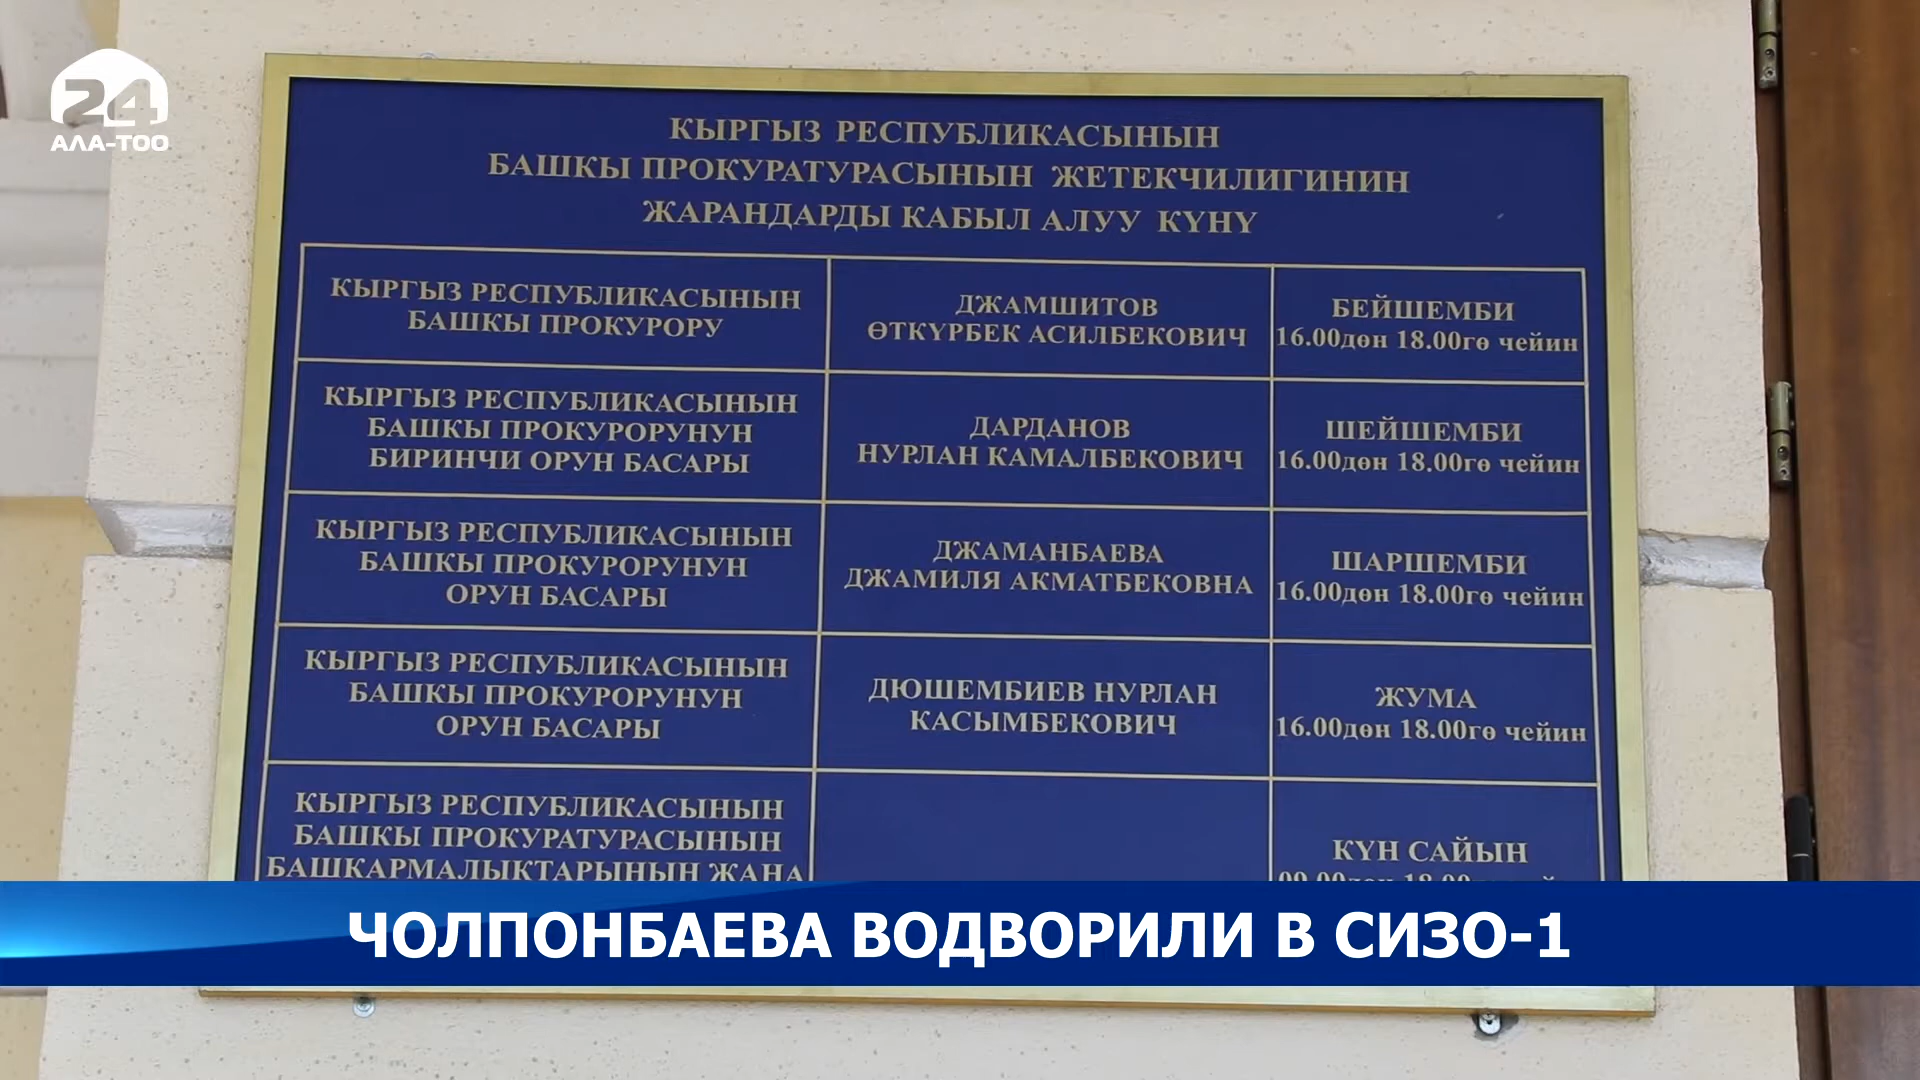 24
АЛА-ТОО
КЫРГЫЗ РЕСПУБЛИКАСЫНЫН
БАШКЫ ПРОКУРАТУРАСЫНЫН ЖЕТЕКЧИЛИГИНИН
ЖАРАНДАРДЫ КАБЫЛ АЛУУ КҮНҮ
КЫРГЫЗ РЕСПУБЛИКАСЫНЫН
БАШКЫ ПРОКУРОРУ
ДЖАМШИТОВ
ӨТКҮРБЕК АСИЛБЕКОВИЧ
БЕЙШЕМБИ
16.00дөн 18.00гө чейин
КЫРГЫЗ РЕСПУБЛИКАСЫНЫН
БАШКЫ ПРОКУРОРУНУН
БИРИНЧИ ОРУН БАСАРЫ
ДАРДАНОВ
НУРЛАН КАМАЛБЕКОВИЧ
ШЕЙШЕМБИ
16.00дөн 18.00гө чейин
КЫРГЫЗ РЕСПУБЛИКАСЫНЫН
БАШКЫ ПРОКУРОРУНУН
ОРУН БАСАРЫ
ДЖАМАНБАЕВА
ДЖАМИЛЯ АКМАТБЕКОВНА
ШАРШЕМБИ
16.00дөн 18.00гө чейин
КЫРГЫЗ РЕСПУБЛИКАСЫНЫН
БАШКЫ ПРОКУРОРУНУН
ОРУН БАСАРЫ
ДЮШЕМБИЕВ НУРЛАН
КАСЫМБЕКОВИЧ
ЖУМА
16.00дөн 18.00гө чейин
КЫРГЫЗ РЕСПУБЛИКАСЫНЫН
БАШКЫ ПРОКУРАТУРАСЫНЫН
БАШКАРМАЛЫКТАРЫНЫН ЖАНА
КҮН САЙЫН
ЧОЛПОНБАЕВА ВОДВОРИЛИ В СИЗО-1